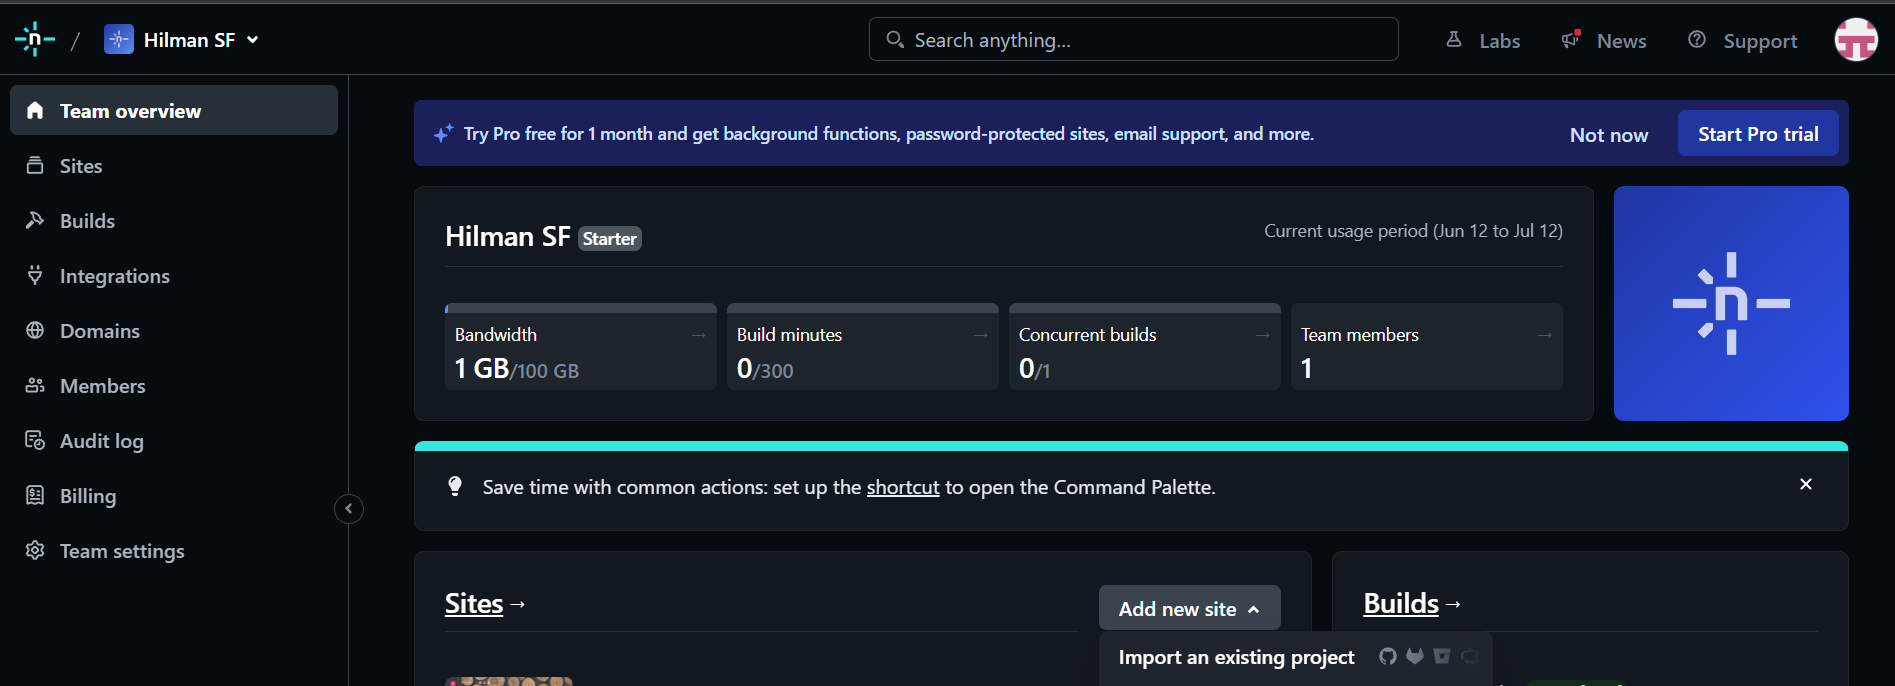 n / Hilman SF
Search anything...
Labs
News
Support
Team overview
Sites
Builds
Integrations
Domains
Members
Audit log
Billing
Team settings
Try Pro free for 1 month and get background functions, password-protected sites, email support, and more.
Not now
Start Pro trial
Hilman SF Starter
Current usage period (Jun 12 to Jul 12)
Bandwidth →
1 GB/100 GB
Build minutes →
0/300
Concurrent builds →
0/1
Team members →
1
n
Save time with common actions: set up the shortcut to open the Command Palette.
Sites →
Add new site
Import an existing project
Builds →